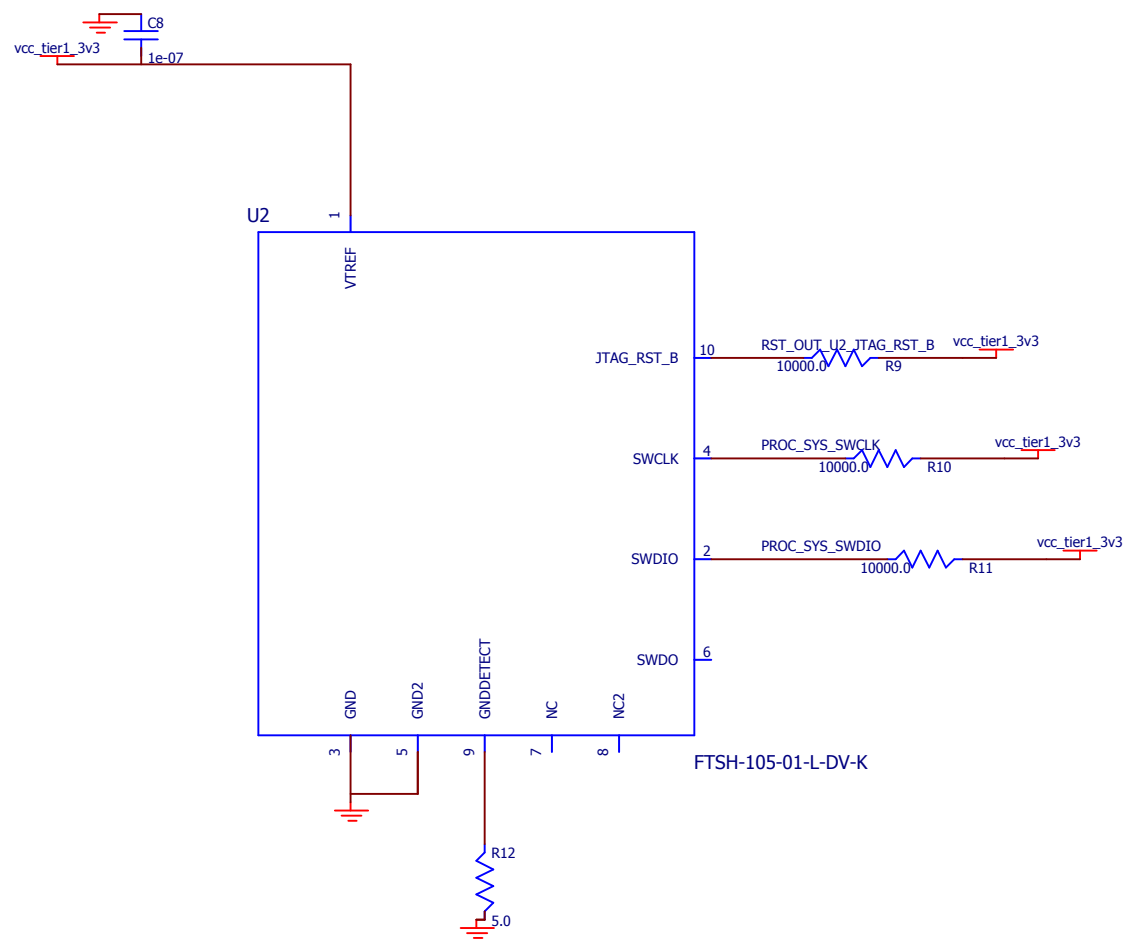 C8
vcc_tier1_3v3
1e-07
U2
1
VTREF
JTAG_RST_B
10
RST_OUT_U2_JTAG_RST_B
10000.0
R9
vcc_tier1_3v3
SWCLK
4
PROC_SYS_SWCLK
10000.0
R10
vcc_tier1_3v3
SWDIO
2
PROC_SYS_SWDIO
10000.0
R11
vcc_tier1_3v3
SWDO
6
GND
GND2
GNDDETECT
NC
NC2
3
5
9
7
8
FTSH-105-01-L-DV-K
R12
5.0